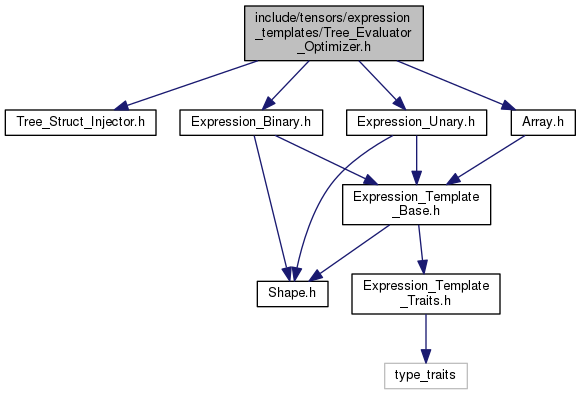 include/tensors/expression
_templates/Tree_Evaluator
_Optimizer.h
Tree_Struct_Injector.h
Expression_Binary.h
Expression_Unary.h
Array.h
Expression_Template
_Base.h
Shape.h
Expression_Template
_Traits.h
type_traits